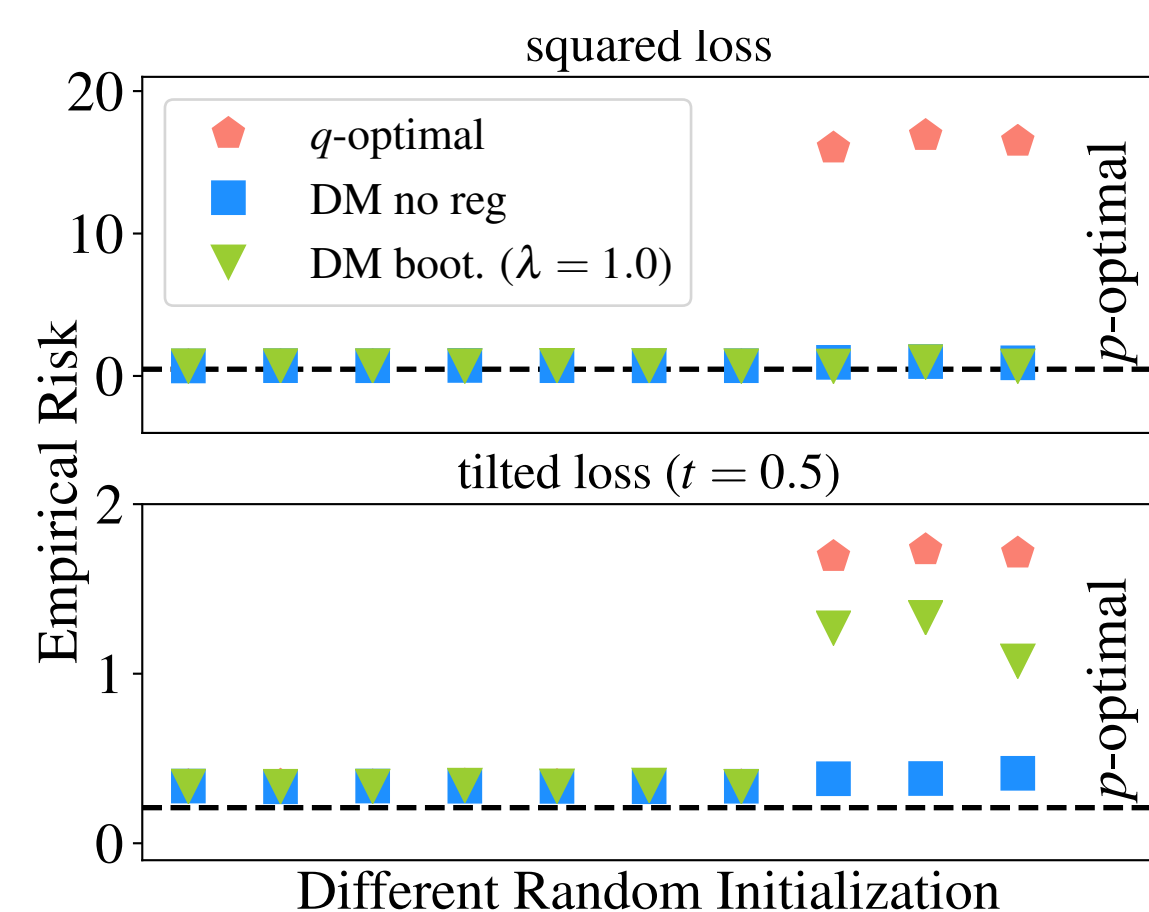 squared loss
20
10
0
q-optimal
DM no reg
DM boot. (λ = 1.0)
p-optimal
Empirical Risk
tilted loss (t = 0.5)
2
1
0
p-optimal
Different Random Initialization